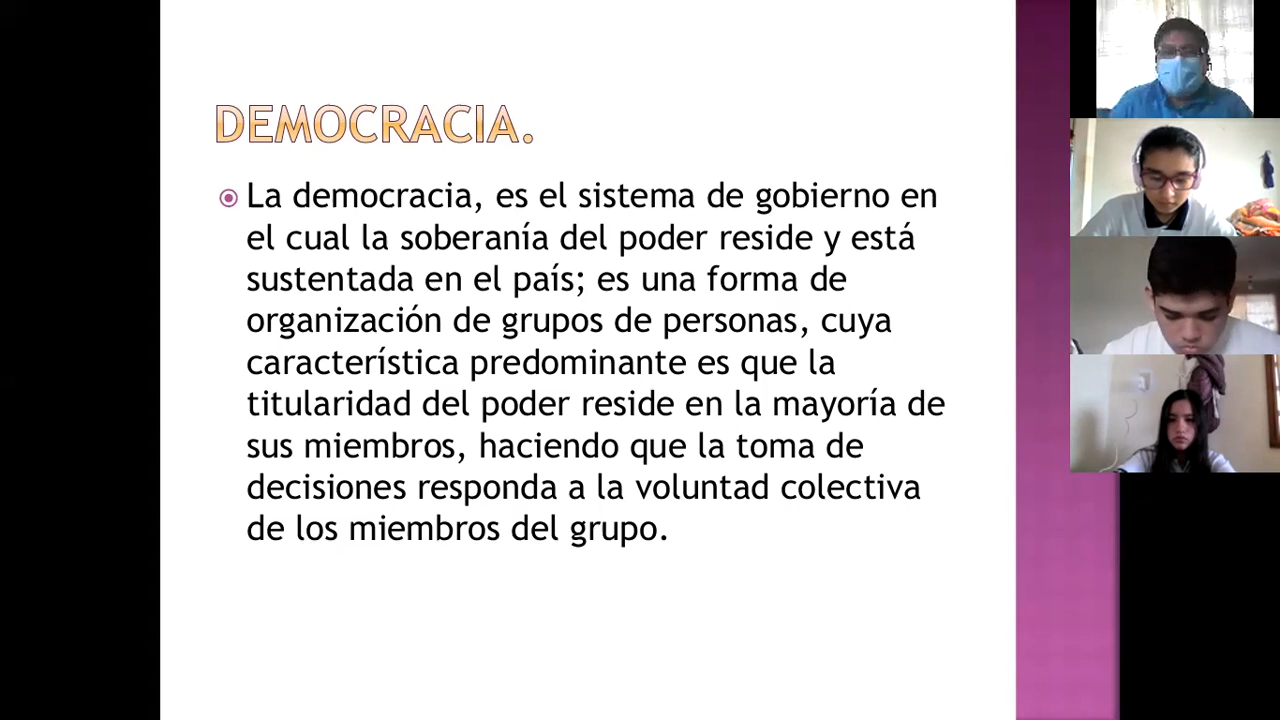 DEMOCRACIA.
La democracia, es el sistema de gobierno en
el cual la soberanía del poder reside y está
sustentada en el país; es una forma de
organización de grupos de personas, cuya
característica predominante es que la
titularidad del poder reside en la mayoría de
sus miembros, haciendo que la toma de
decisiones responda a la voluntad colectiva
de los miembros del grupo.